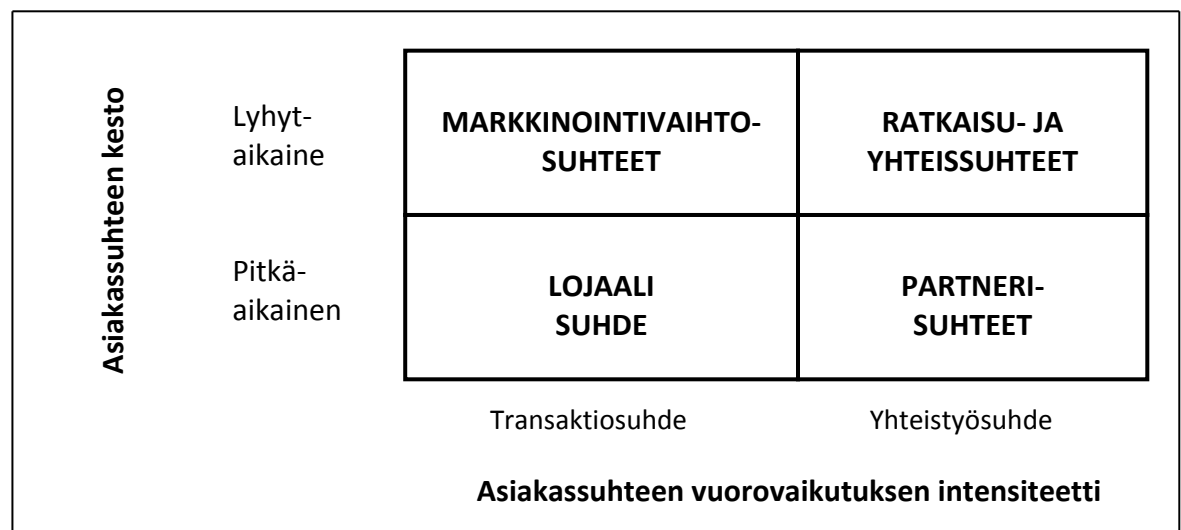 Asiakassuhteen kesto
Lyhyt-
aikaine
MARKKINOINTIVAIHTO-
SUHTEET
RATKAISU- JA
YHTEISSUHTEET
Pitkä-
aikainen
LOJAALI
SUHDE
PARTNERI-
SUHTEET
Transaktiosuhde
Yhteistyösuhde
Asiakassuhteen vuorovaikutuksen intensiteetti